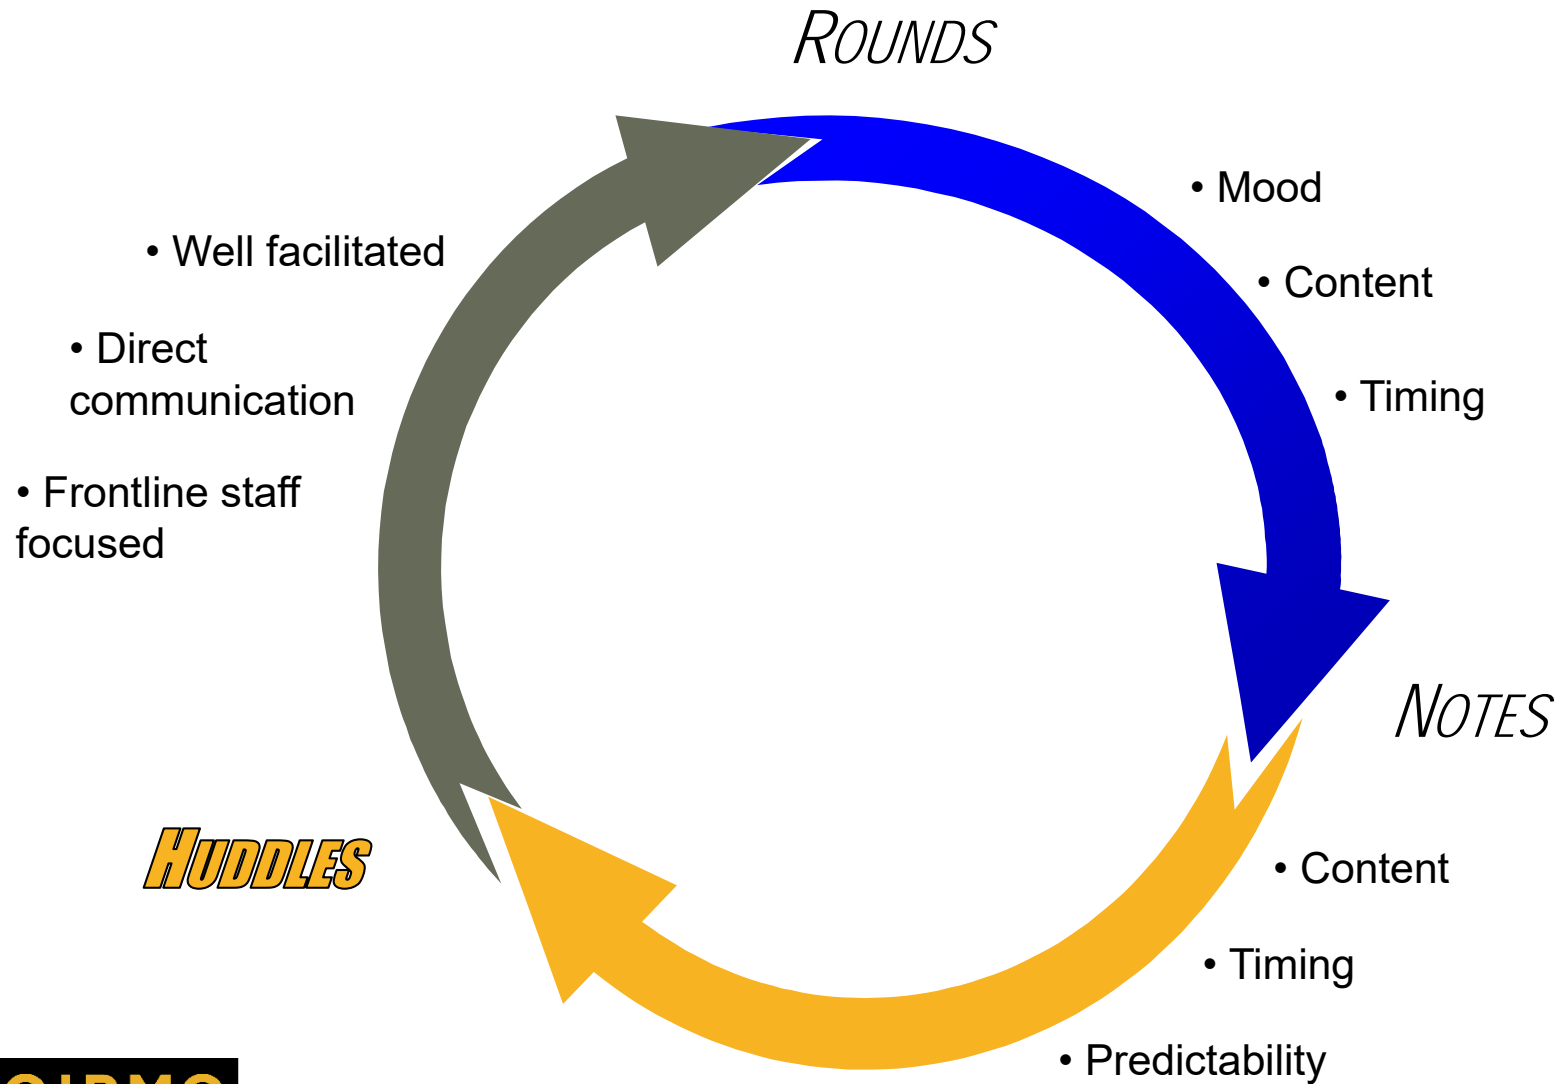 ROUNDS
• Mood
• Content
• Timing
• Well facilitated
• Direct
communication
• Frontline staff
focused
NOTES
• Content
• Timing
• Predictability
HUDDLES